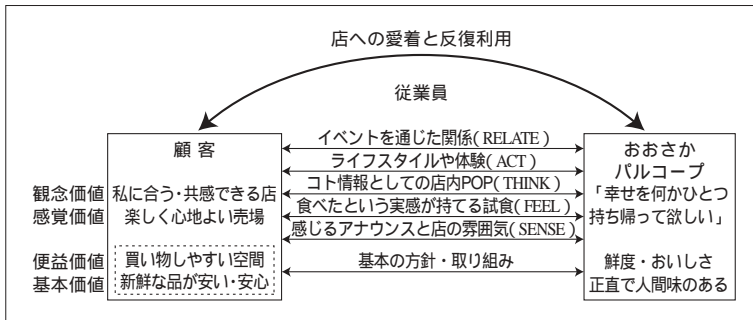 店への愛着と反復利用
従業員
顧 客
イベントを通じた関係(RELATE)
おおさか
パルコープ
ライフスタイルや体験(ACT)
観念価値
私に合う・共感できる店
コト情報としての店内POP(THINK)
「幸せを何かひとつ
感覚価値
楽しく心地よい売場
食べたという実感が持てる試食(FEEL)
持ち帰って欲しい」
感じるアナウンスと店の雰囲気(SENSE)
便益価値
買い物しやすい空間
基本の方針・取り組み
鮮度・おいしさ
基本価値
新鮮な品が安い・安心
正直で人間味のある